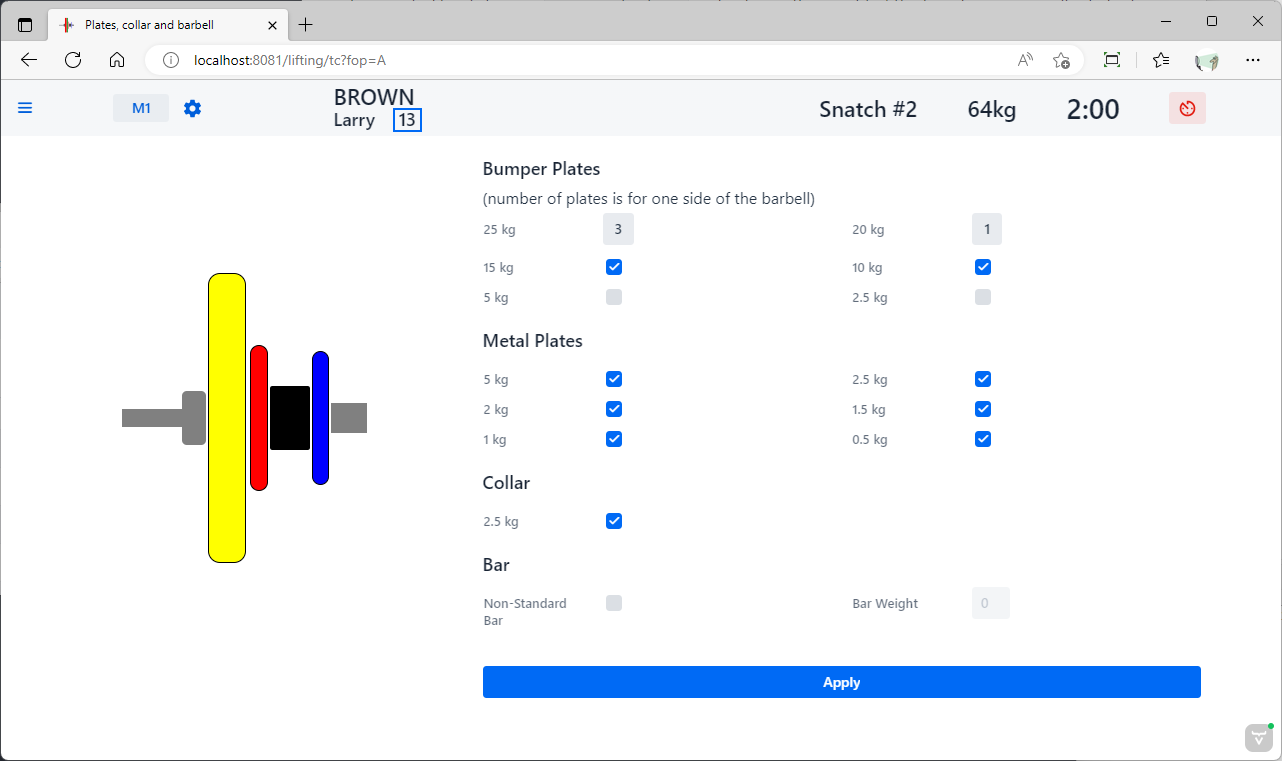 Plates, collar and barbell
localhost:8081/lifting/tc?fop=A
M1
BROWN
Larry 13
Snatch #2 64kg 2:00
Bumper Plates
(number of plates is for one side of the barbell)
25 kg 3 20 kg 1
15 kg 10 kg
5 kg 2.5 kg
Metal Plates
5 kg 2.5 kg
2 kg 1.5 kg
1 kg 0.5 kg
Collar
2.5 kg
Bar
Non-Standard Bar Weight 0
Bar
Apply